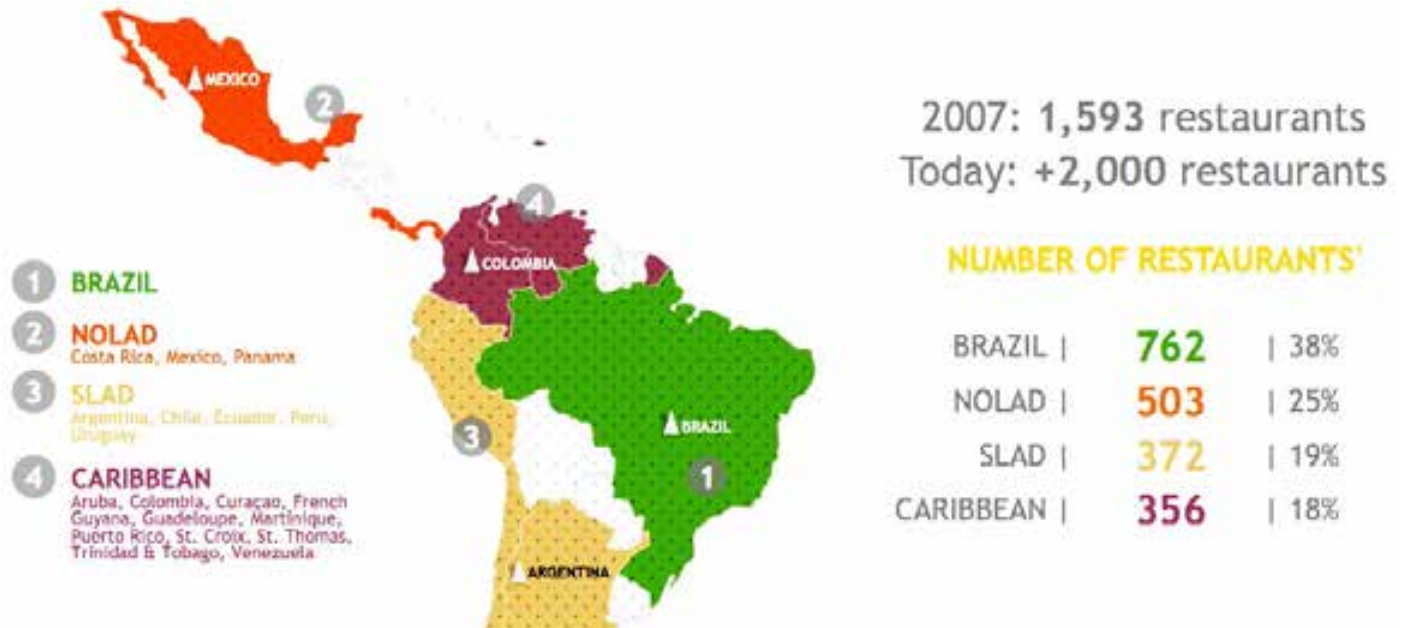 MEXICO
2
4
COLOMBIA
3
BRAZIL
1
ARGENTINA
1 BRAZIL
2 NOLAD
Costa Rica, Mexico, Panama
3 SLAD
Argentina, Chile, Ecuador, Perú,
Uruguay
4 CARIBBEAN
Aruba, Colombia, Curaçao, French
Guyana, Guadeloupe, Martinique,
Puerto Rico, St. Croix, St. Thomas,
Trinidad & Tobago, Venezuela
2007: 1,593 restaurants
Today: +2,000 restaurants
NUMBER OF RESTAURANTS'
BRAZIL | 762 | 38%
NOLAD | 503 | 25%
SLAD | 372 | 19%
CARIBBEAN | 356 | 18%